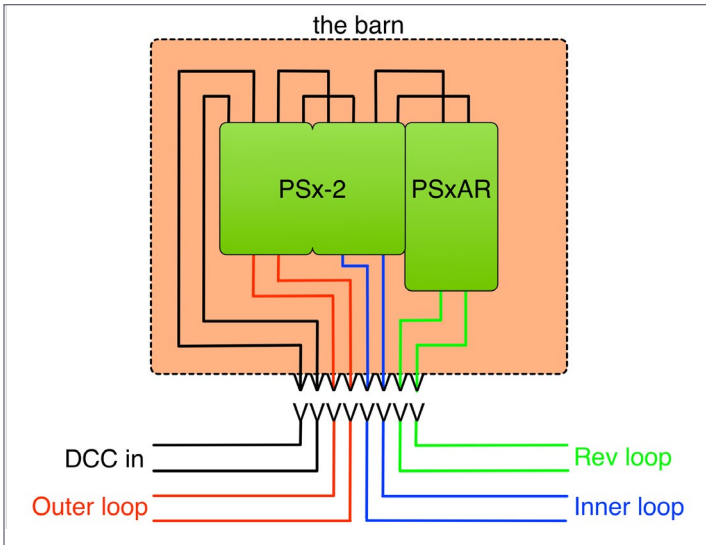 the barn
PSx-2
PSxAR
DCC in
Rev loop
Outer loop
Inner loop